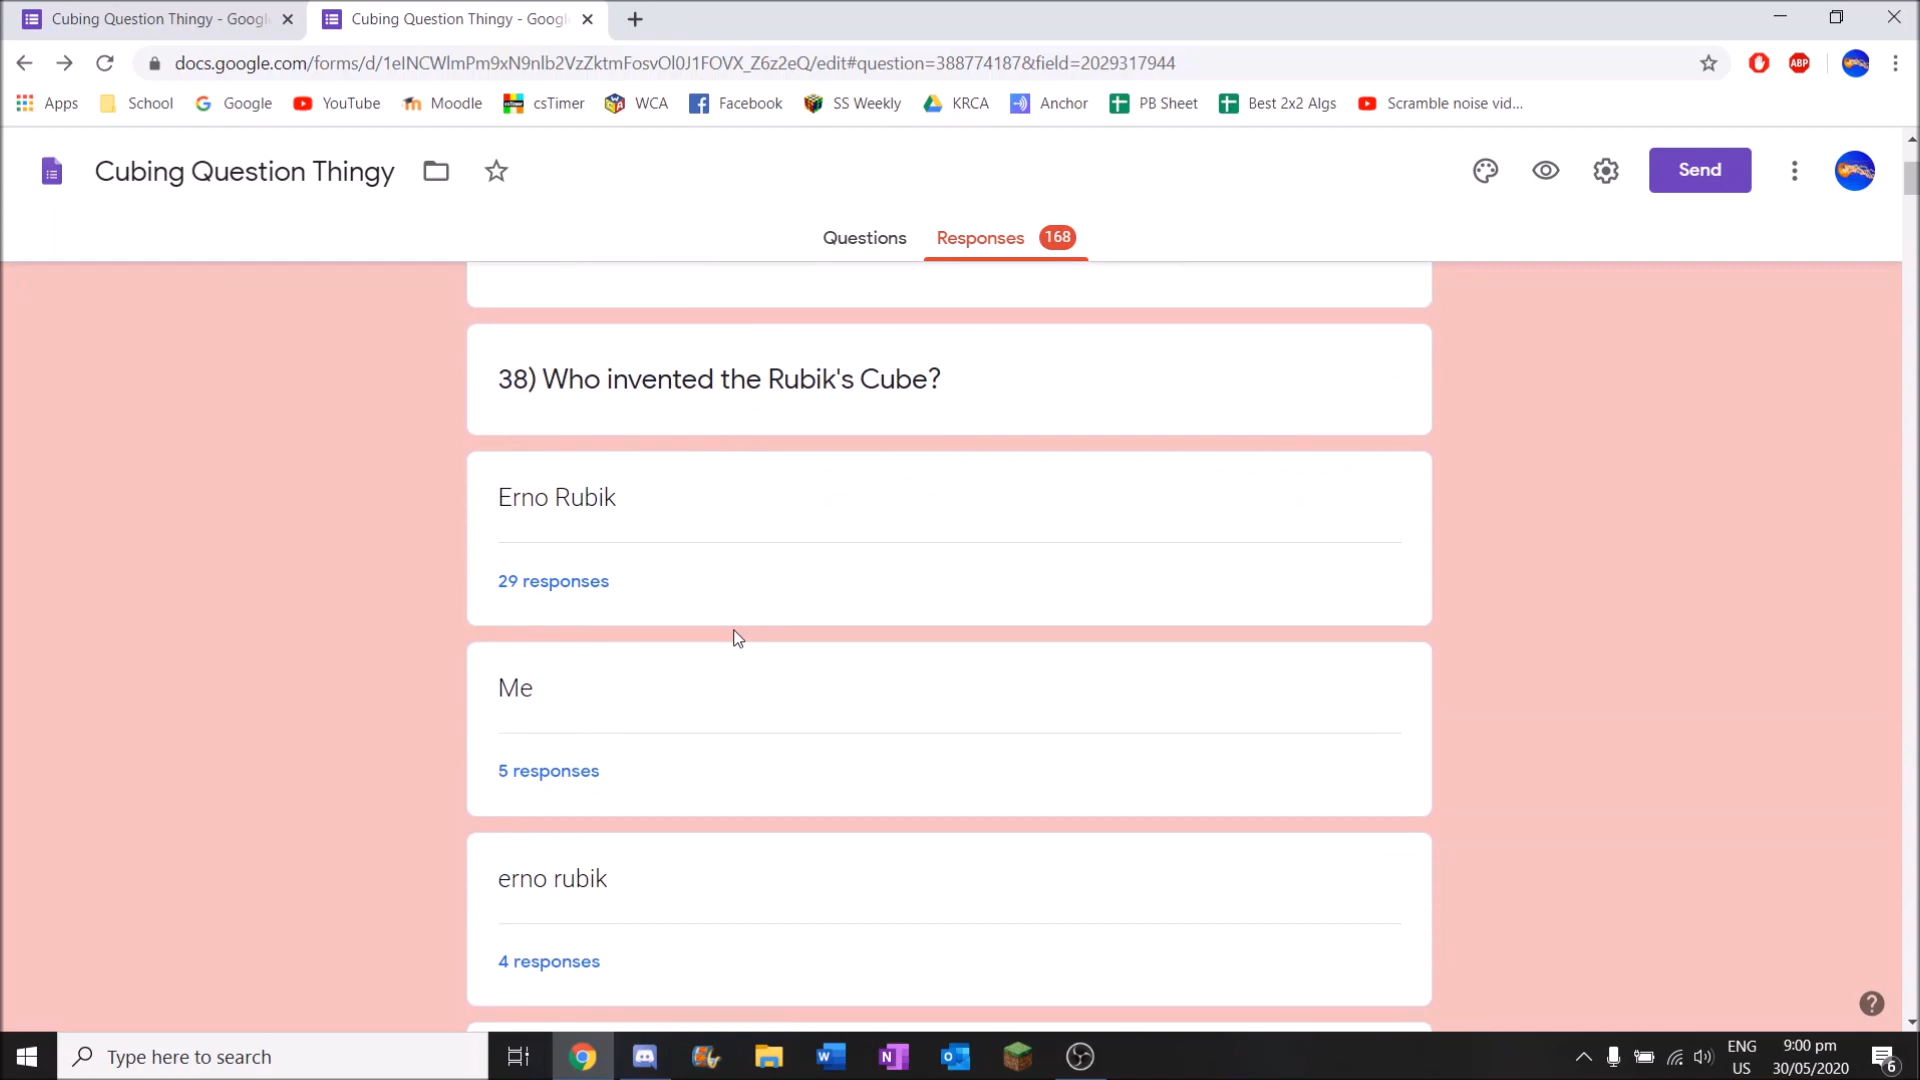 Cubing Question Thingy - Googl
Cubing Question Thingy - Googl
docs.google.com/forms/d/1eINCWlmPm9xN9nlb2VzZktmFosvOl0J1FOVX_Z6z2eQ/edit#question=388774187&field=2029317944
ABP
Apps School Google YouTube Moodle csTimer WCA Facebook SS Weekly KRCA Anchor PB Sheet Best 2x2 Algs Scramble noise vid...
Cubing Question Thingy
Send
Questions Responses 168
38) Who invented the Rubik's Cube?
Erno Rubik
29 responses
Me
5 responses
erno rubik
4 responses
Type here to search
ENG
US
9:00 pm
30/05/2020
6